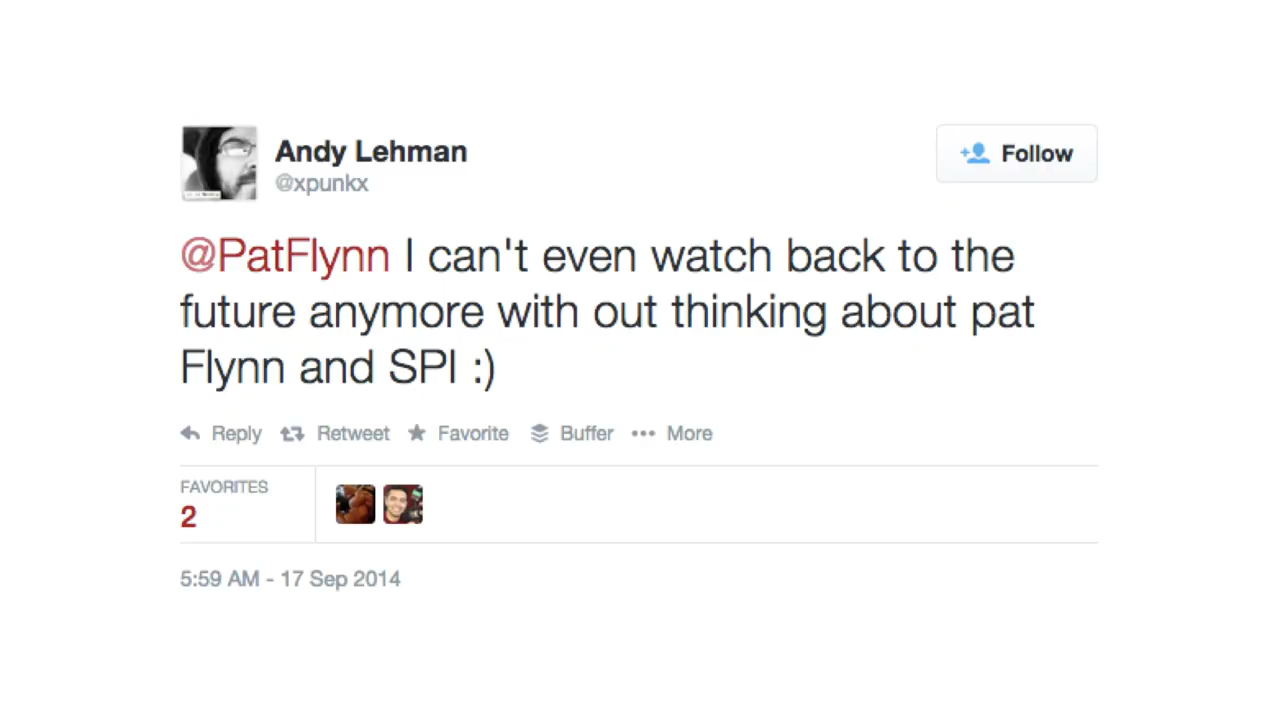 Andy Lehman
@xpunkx
Follow
@PatFlynn I can't even watch back to the
future anymore with out thinking about pat
Flynn and SPI :)
Reply Retweet Favorite Buffer More
FAVORITES
2
5:59 AM - 17 Sep 2014